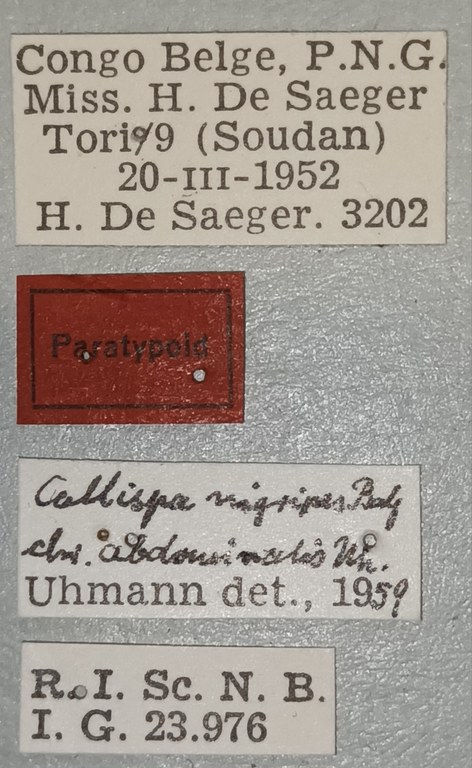 Congo Belge, P.N.G.
Miss. H. De Saeger
Tori/9 (Soudan)
20-III-1952
H. De Saeger. 3202
Paratypoid
Callispa nigripes Baly
chr. abdominalis Uh.
Uhmann det., 1959
R. I. Sc. N. B.
I. G. 23.976